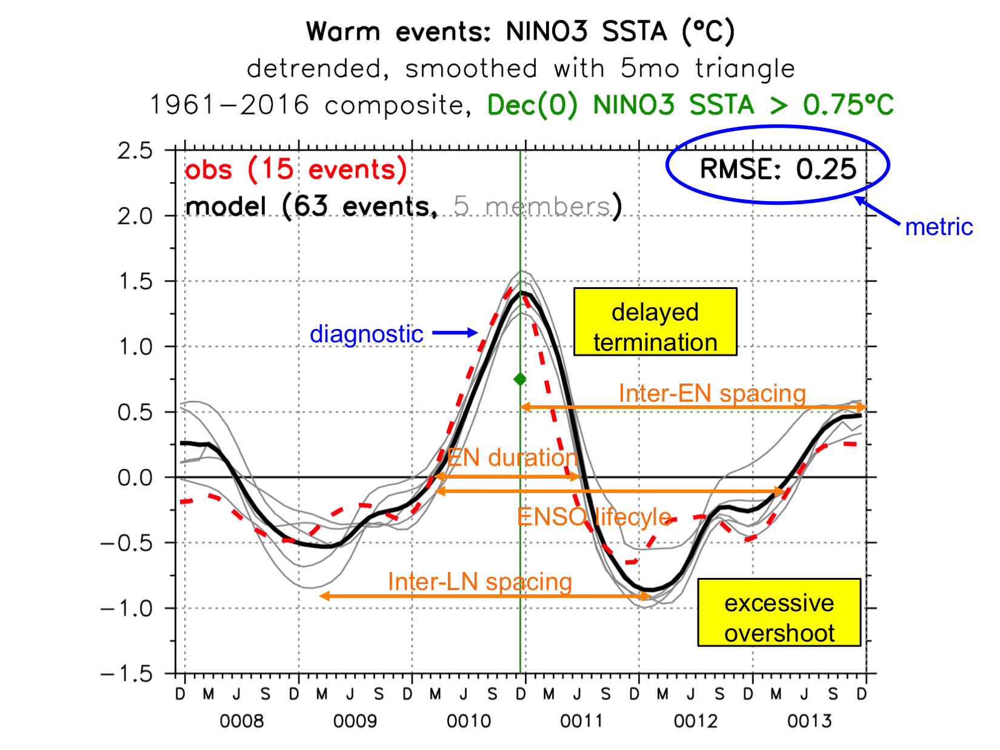 Warm events: NINO3 SSTA (°C)
detrended, smoothed with 5mo triangle
1961−2016 composite, Dec(0) NINO3 SSTA > 0.75°C
2.5
2.0
1.5
1.0
0.5
0.0
−0.5
−1.0
−1.5
obs (15 events)
model (63 events, 5 members)
RMSE: 0.25
metric
diagnostic
delayed
termination
Inter-EN spacing
EN duration
ENSO lifecyle
Inter-LN spacing
excessive
overshoot
D M J S D M J S D M J S D M J S D M J S D M J S D
0008 0009 0010 0011 0012 0013